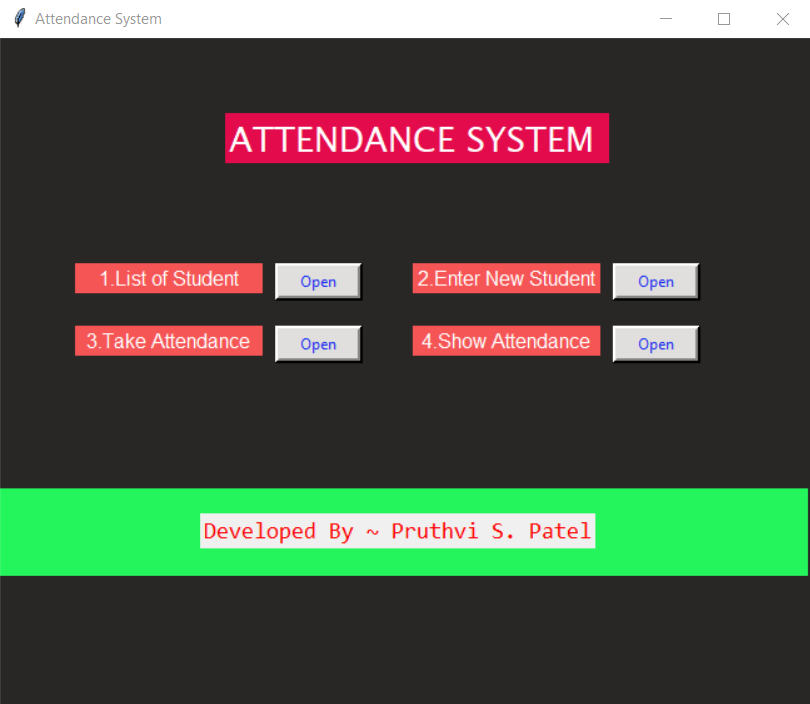 Attendance System
ATTENDANCE SYSTEM
1.List of Student Open 2.Enter New Student Open
3.Take Attendance Open 4.Show Attendance Open
Developed By ~ Pruthvi S. Patel